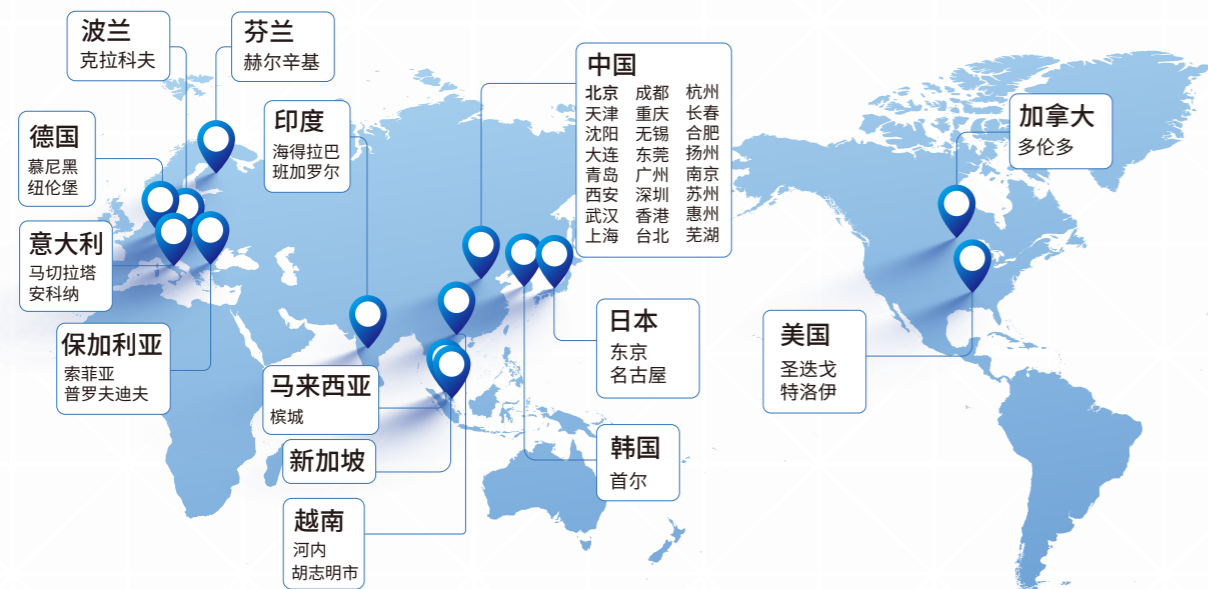 波兰
克拉科夫
芬兰
赫尔辛基
德国
慕尼黑
纽伦堡
印度
海得拉巴
班加罗尔
中国
北京 成都 杭州
天津 重庆 长春
沈阳 无锡 合肥
大连 东莞 扬州
青岛 广州 南京
西安 深圳 苏州
武汉 香港 惠州
上海 台北 芜湖
加拿大
多伦多
意大利
马切拉塔
安科纳
保加利亚
索菲亚
普罗夫迪夫
马来西亚
槟城
新加坡
越南
河内
胡志明市
日本
东京
名古屋
韩国
首尔
美国
圣迭戈
特洛伊